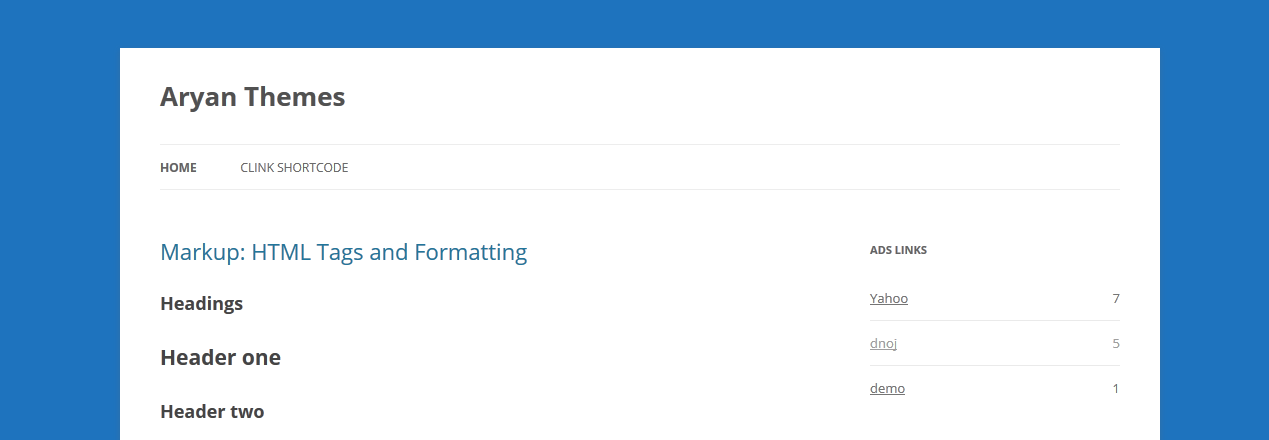 Aryan Themes
HOME CLINK SHORTCODE
Markup: HTML Tags and Formatting
Headings
Header one
Header two
ADS LINKS
Yahoo 7
dnoj 5
demo 1